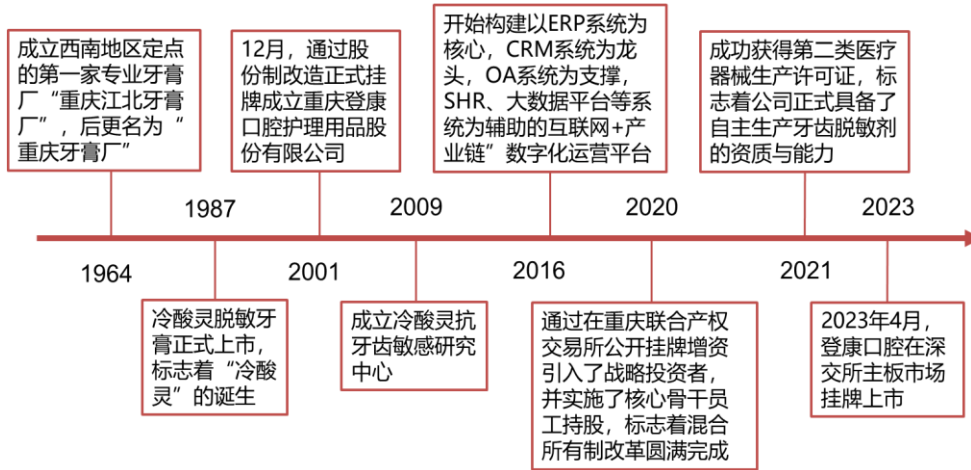 成立西南地区定点
的第一家专业牙膏
厂“重庆江北牙膏
厂”，后更名为“
重庆牙膏厂”
12月，通过股
份制改造正式挂
牌成立重庆登康
口腔护理用品股
份有限公司
开始构建以ERP系统为
核心，CRM系统为龙
头，OA系统为支撑，
SHR、大数据平台等系
统为辅助的互联网+产
业链”数字化运营平台
成功获得第二类医疗
器械生产许可证，标
志着公司正式具备了
自主生产牙齿脱敏剂
的资质与能力
1987
2009
2020
2023
1964
2001
2016
2021
冷酸灵脱敏牙
膏正式上市，
标志着“冷酸
灵”的诞生
成立冷酸灵抗
牙齿敏感研究
中心
通过在重庆联合产权
交易所公开挂牌增资
引入了战略投资者，
并实施了核心骨干员
工持股，标志着混合
所有制改革圆满完成
2023年4月，
登康口腔在深
交所主板市场
挂牌上市